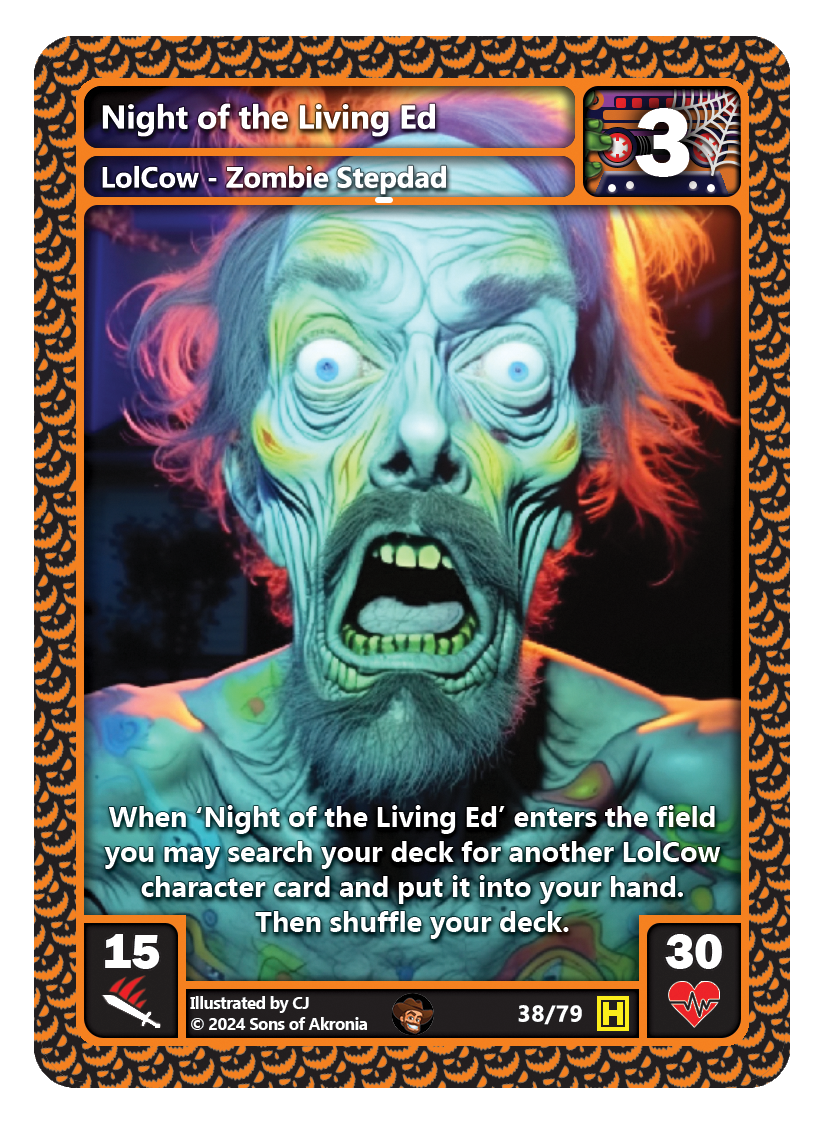 Night of the Living Ed
3
LolCow - Zombie Stepdad
When ‘Night of the Living Ed’ enters the field
you may search your deck for another LolCow
character card and put it into your hand.
Then shuffle your deck.
15
30
Illustrated by CJ
© 2024 Sons of Akronia
38/79 H